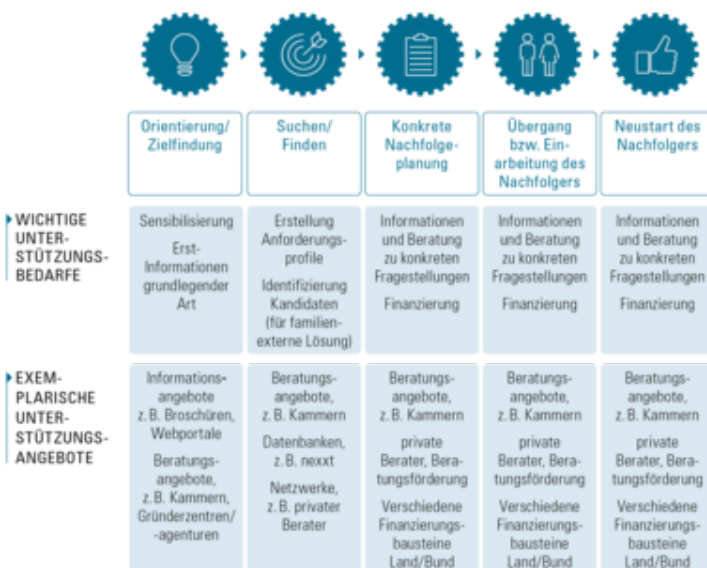 Orientierung/
Zielfindung
Suchen/
Finden
Konkrete
Nachfolge-
planung
Übergang
bzw. Ein-
arbeitung des
Nachfolgers
Neustart des
Nachfolgers
WICHTIGE
UNTER-
STÜTZUNGS-
BEDARFE
Sensibilisierung
Erst-
Informationen
grundlegender
Art
Erstellung
Anforderungs-
profile
Identifizierung
Kandidaten
(für familien-
externe Lösung)
Informationen
und Beratung
zu konkreten
Fragestellungen
Finanzierung
Informationen
und Beratung
zu konkreten
Fragestellungen
Finanzierung
Informationen
und Beratung
zu konkreten
Fragestellungen
Finanzierung
EXEM-
PLARISCHE
UNTER-
STÜTZUNGS-
ANGEBOTE
Informations-
angebote
z. B. Broschüren,
Webportale
Beratungs-
angebote,
z. B. Kammern,
Gründerzentren/
-agenturen
Beratungs-
angebote,
z. B. Kammern
Datenbanken,
z. B. nexxt
Netzwerke,
z. B. privater
Berater
Beratungs-
angebote,
z. B. Kammern
private
Berater, Bera-
tungsförderung
Verschiedene
Finanzierungs-
bausteine
Land/Bund
Beratungs-
angebote,
z. B. Kammern
private
Berater, Bera-
tungsförderung
Verschiedene
Finanzierungs-
bausteine
Land/Bund
Beratungs-
angebote,
z. B. Kammern
private
Berater, Bera-
tungsförderung
Verschiedene
Finanzierungs-
bausteine
Land/Bund